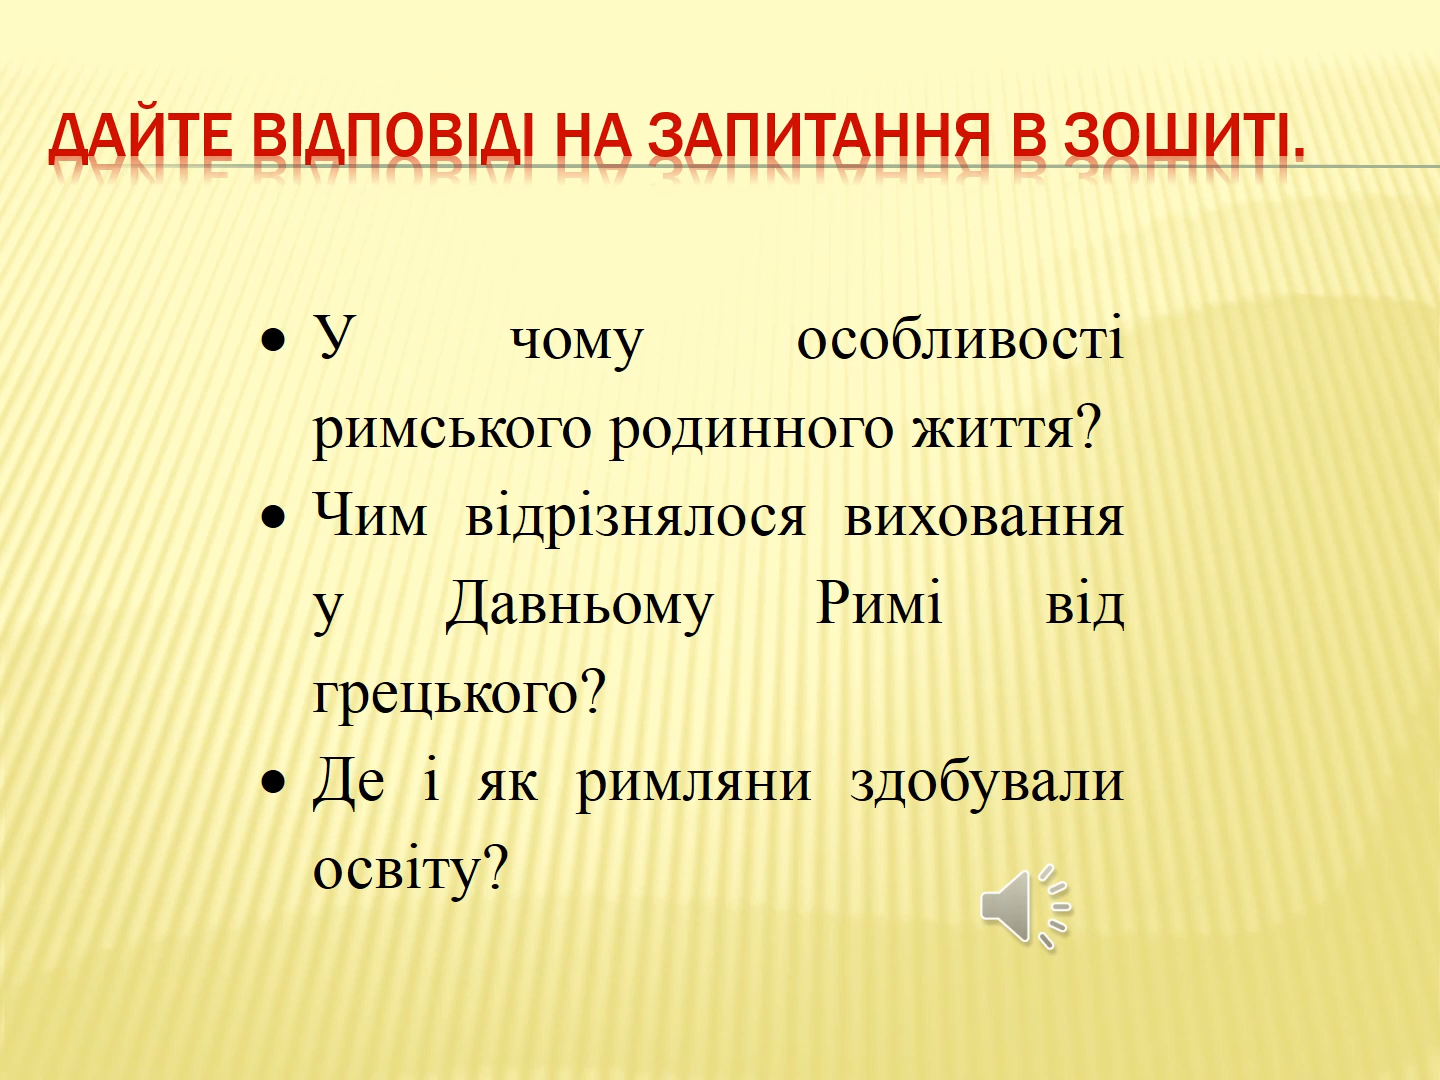 ДАЙТЕ ВІДПОВІДІ НА ЗАПИТАННЯ В ЗОШИТІ.
• У чому особливості
римського родинного життя?
• Чим відрізнялося виховання
у Давньому Римі від
грецького?
• Де і як римляни здобували
освіту?